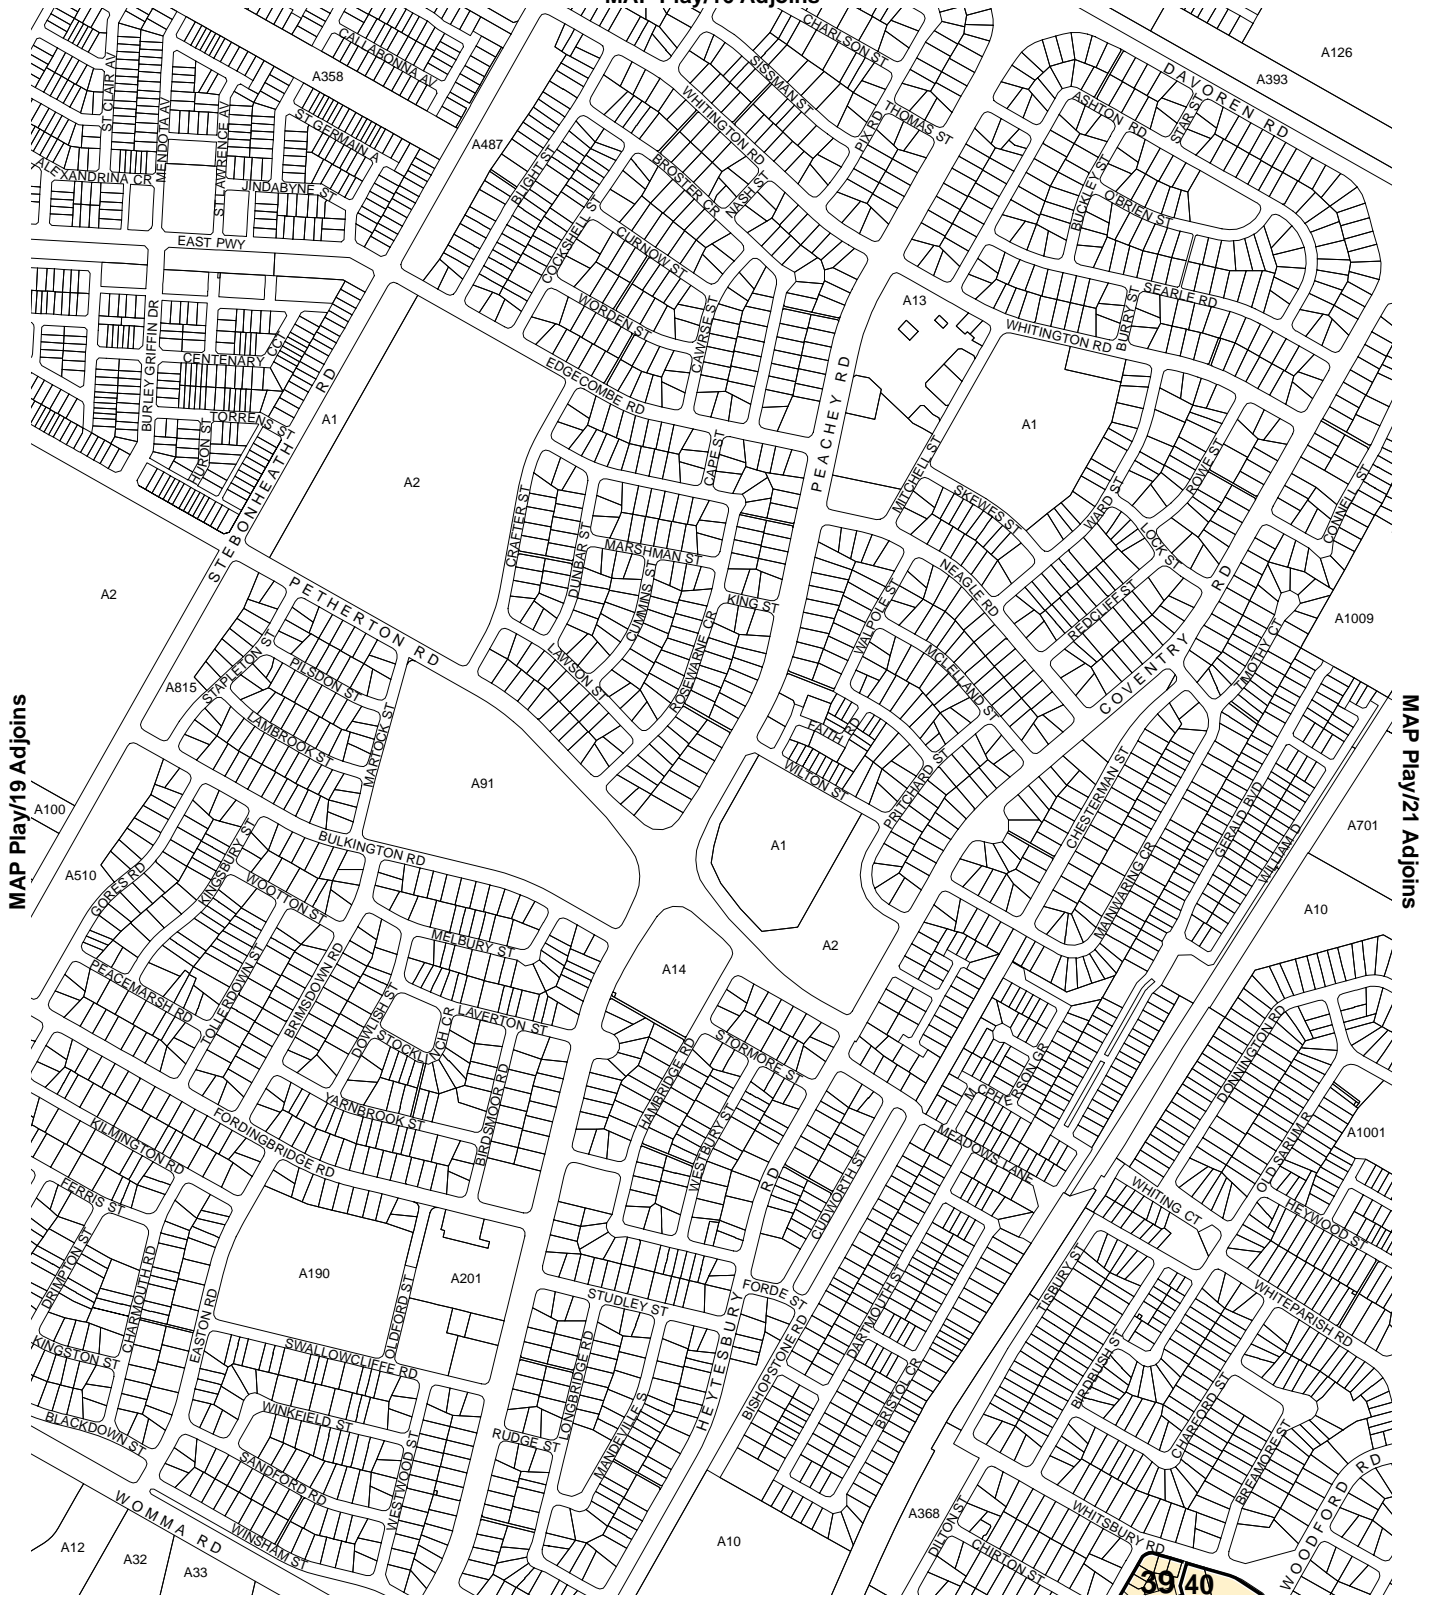 CHARLSON ST
CALLABONNA AV
A126
A358
SISSMAN ST
A393
DAVOREN RD
ST CLAIR AV
MENDOTA AV
ST LAWRENCE AV
ST GERMAIN A
WHITINGTON RD
PIX RD
THOMAS ST
ASHTON RD
STAR ST
A487
BLIGHT ST
BROSTER CR
NASH ST
ALEXANDRINA CR
JINDABYNE ST
BUCKLEY ST
O'BRIEN ST
COCKSHELL S
CURNOW ST
EAST PWY
WORDEN ST
CAWRSE ST
A13
SEARLE RD
BURRY ST
WHITINGTON RD
BURLEY GRIFFIN DR
CENTENARY CC
EDGECOMBE RD
PEACHEY RD
TORRENS ST
HURON ST
A1
A1
STEBONHEATH RD
A2
CAPE ST
MITCHELL ST
SKEWES ST
WARD ST
ROWE ST
CONNELL ST
CRAFTER ST
DUNBAR ST
MARSHMAN ST
CUMMINS ST
LOCK ST
NEAGLE RD
REDCLIFF ST
A2
PETHERTON RD
KING ST
WALPOLE ST
MCLELLAND ST
COVENTRY RD
TIMOTHY CT
A1009
STAPLETON S
PILSDON ST
LAWSON ST
ROSEWARNE CR
A815
LAMBROOK ST
MARTOCK ST
FAITH RD
WILTON ST
PRITCHARD ST
MAP Play/19 Adjoins
MAP Play/21 Adjoins
A100
A91
CHESTERMAN ST
GERALD BVD
WILLIAM D
A701
BULKINGTON RD
A1
A510
GORES RD
KINGSBURY ST
WOOTTON ST
MAINWARING CR
A10
MELBURY ST
A14
A2
PEACEMARSH RD
TOLLERDOWN ST
BRIMSDOWN RD
DOWLISH ST
STOCKLINCH CR
LAVERTON ST
HAMBRIDGE RD
STORMORE ST
MCPHERSON GR
DONNINGTON RD
KILMINGTON RD
FORDINGBRIDGE RD
YARNBROOK ST
BIRDSMOOR RD
WESTBURY ST
CUDWORTH ST
MEADOWS LANE
OLD SARUM R
A1001
FERRIS ST
WHITING CT
HEYWOOD ST
DRIMPTON ST
CHARMOUTH RD
EASTON RD
A190
OLDFORD ST
A201
STUDLEY ST
FORDE ST
TISBURY ST
WHITEPARISH RD
KINGSTON ST
SWALLOWCLIFFE RD
LONGBRIDGE RD
HEYTESBURY RD
BISHOPSTONE RD
DARTMOUTH ST
BIRDBUSH ST
BLACKDOWN ST
WINKFIELD ST
RUDGE ST
MANDEVILLE S
BRISTOL CR
CHARFORD ST
BREAMORE ST
SANDFORD RD
WESTWOOD ST
WOMMA RD
WINSHAM ST
A12
A32
A33
A10
A368
DILTON ST
CHIRTON ST
WHITSBURY RD
WOODFORD RD
39
40